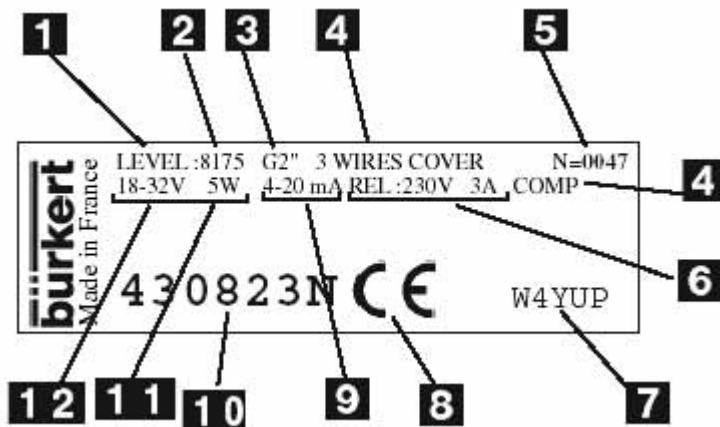 1 2 3 4 5
LEVEL :8175 G2" 3 WIRES COVER N=0047
18-32V 5W 4-20 mA REL :230V 3A COMP 4
bürkert
Made in France
6
430823N CE W4YUP
12 11 10 9 8 7